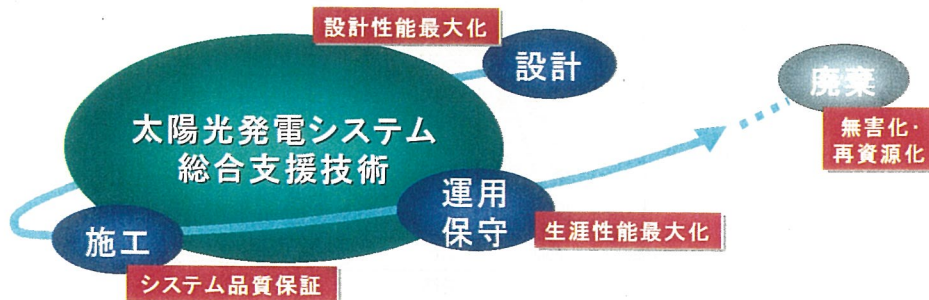 設計性能最大化
設計
太陽光発電システム
総合支援技術
廃棄
無害化・
再資源化
運用
保守
生涯性能最大化
施工
システム品質保証